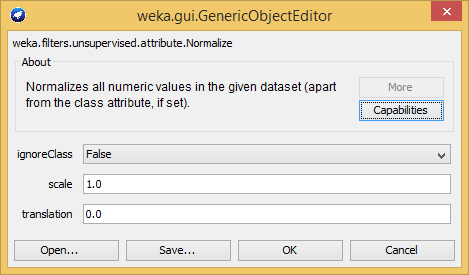 weka.gui.GenericObjectEditor
weka.filters.unsupervised.attribute.Normalize
About
Normalizes all numeric values in the given dataset (apart
from the class attribute, if set).
More
Capabilities
ignoreClass False
scale 1.0
translation 0.0
Open... Save... OK Cancel